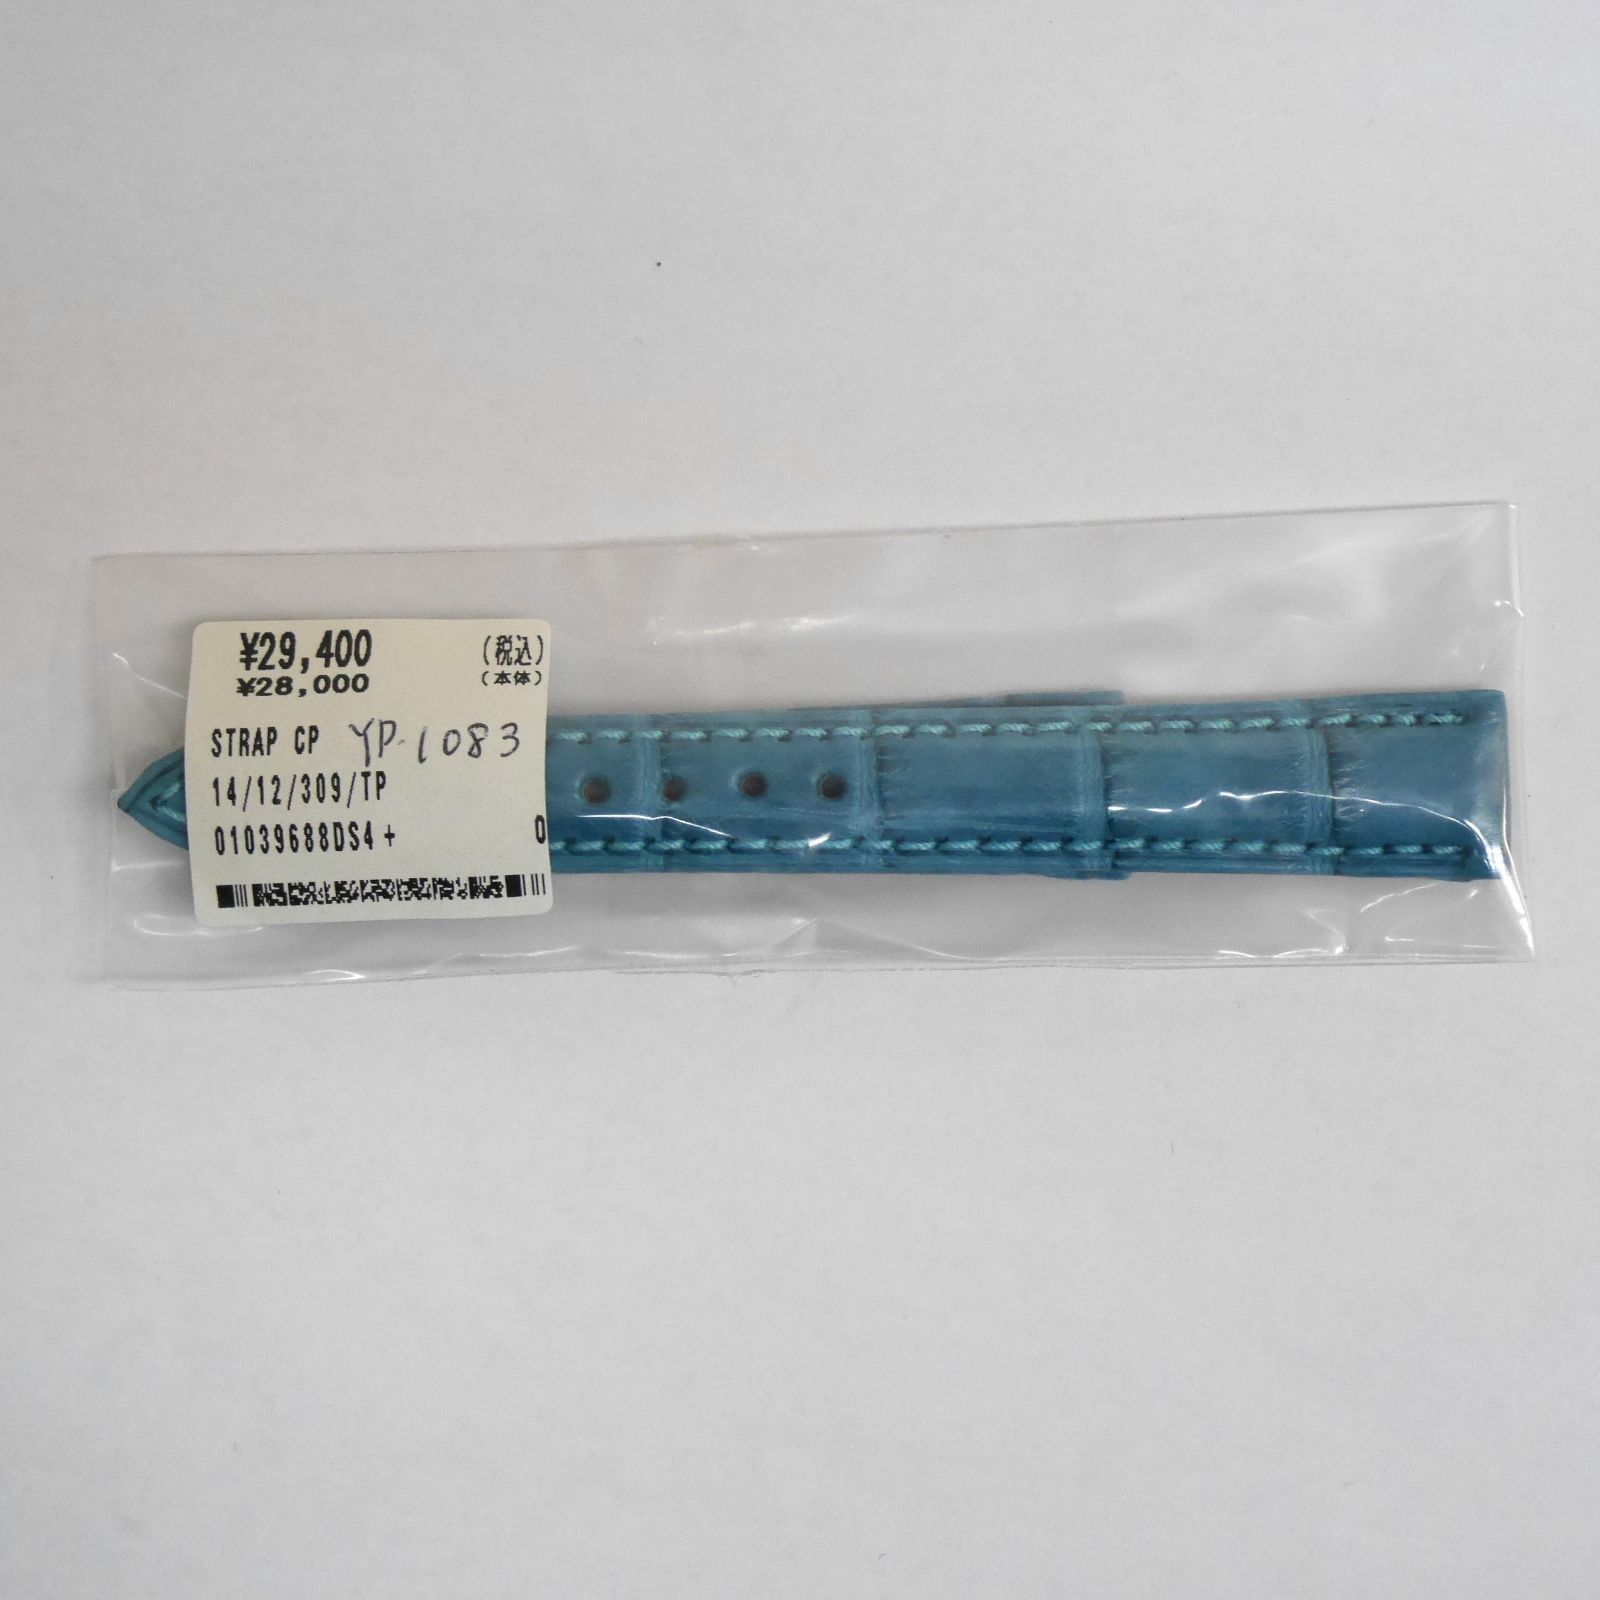 ¥29,400 (税込)
¥28,000 (本体)
STRAP CP YP-1083
14/12/309/TP
01039688DS4+ 0